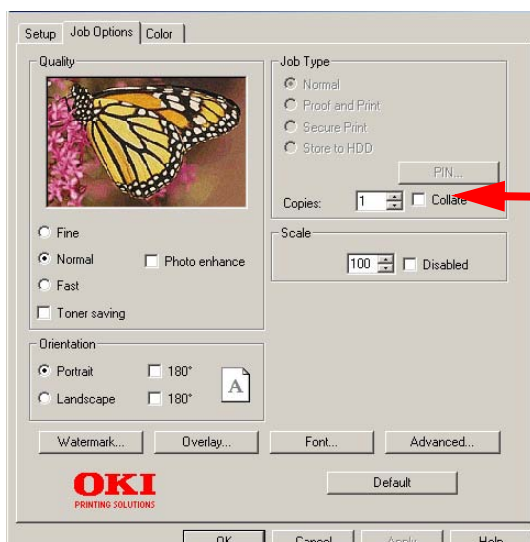 Setup Job Options Color
Quality
Fine
Normal
Photo enhance
Fast
Toner saving
Job Type
Normal
Proof and Print
Secure Print
Store to HDD
PIN...
Copies: 1 Collate
Scale
100 Disabled
Orientation
Portrait 180°
Landscape 180°
A
Watermark... Overlay... Font... Advanced...
OKI
PRINTING SOLUTIONS
Default
OK Cancel Apply Help